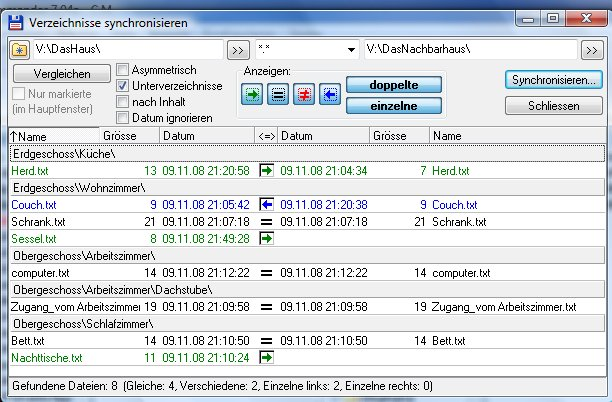 Verzeichnisse synchronisieren
V:\DasHaus\ >> *.* V:\DasNachbarhaus\ >>
Vergleichen
Nur markierte
(im Hauptfenster)
Asymmetrisch
Unterverzeichnisse
nach Inhalt
Datum ignorieren
Anzeigen:
doppelte
einzelne
Synchronisieren...
Schliessen
↑Name Grösse Datum <=> Datum Grösse Name
Erdgeschoss\Küche\
Herd.txt 13 09.11.08 21:20:58 → 09.11.08 21:04:34 7 Herd.txt
Erdgeschoss\Wohnzimmer\
Couch.txt 9 09.11.08 21:05:42 ← 09.11.08 21:20:38 9 Couch.txt
Schrank.txt 21 09.11.08 21:07:18 = 09.11.08 21:07:18 21 Schrank.txt
Sessel.txt 8 09.11.08 21:49:28 →
Obergeschoss\Arbeitszimmer\
computer.txt 14 09.11.08 21:12:22 = 09.11.08 21:12:22 14 computer.txt
Obergeschoss\Arbeitszimmer\Dachstube\
Zugang_vom Arbeitszimmer 19 09.11.08 21:09:58 = 09.11.08 21:09:58 19 Zugang_vom Arbeitszimmer.txt
Obergeschoss\Schlafzimmer\
Bett.txt 14 09.11.08 21:10:50 = 09.11.08 21:10:50 14 Bett.txt
Nachttische.txt 11 09.11.08 21:10:24 →
Gefundene Dateien: 8 (Gleiche: 4, Verschiedene: 2, Einzelne links: 2, Einzelne rechts: 0)